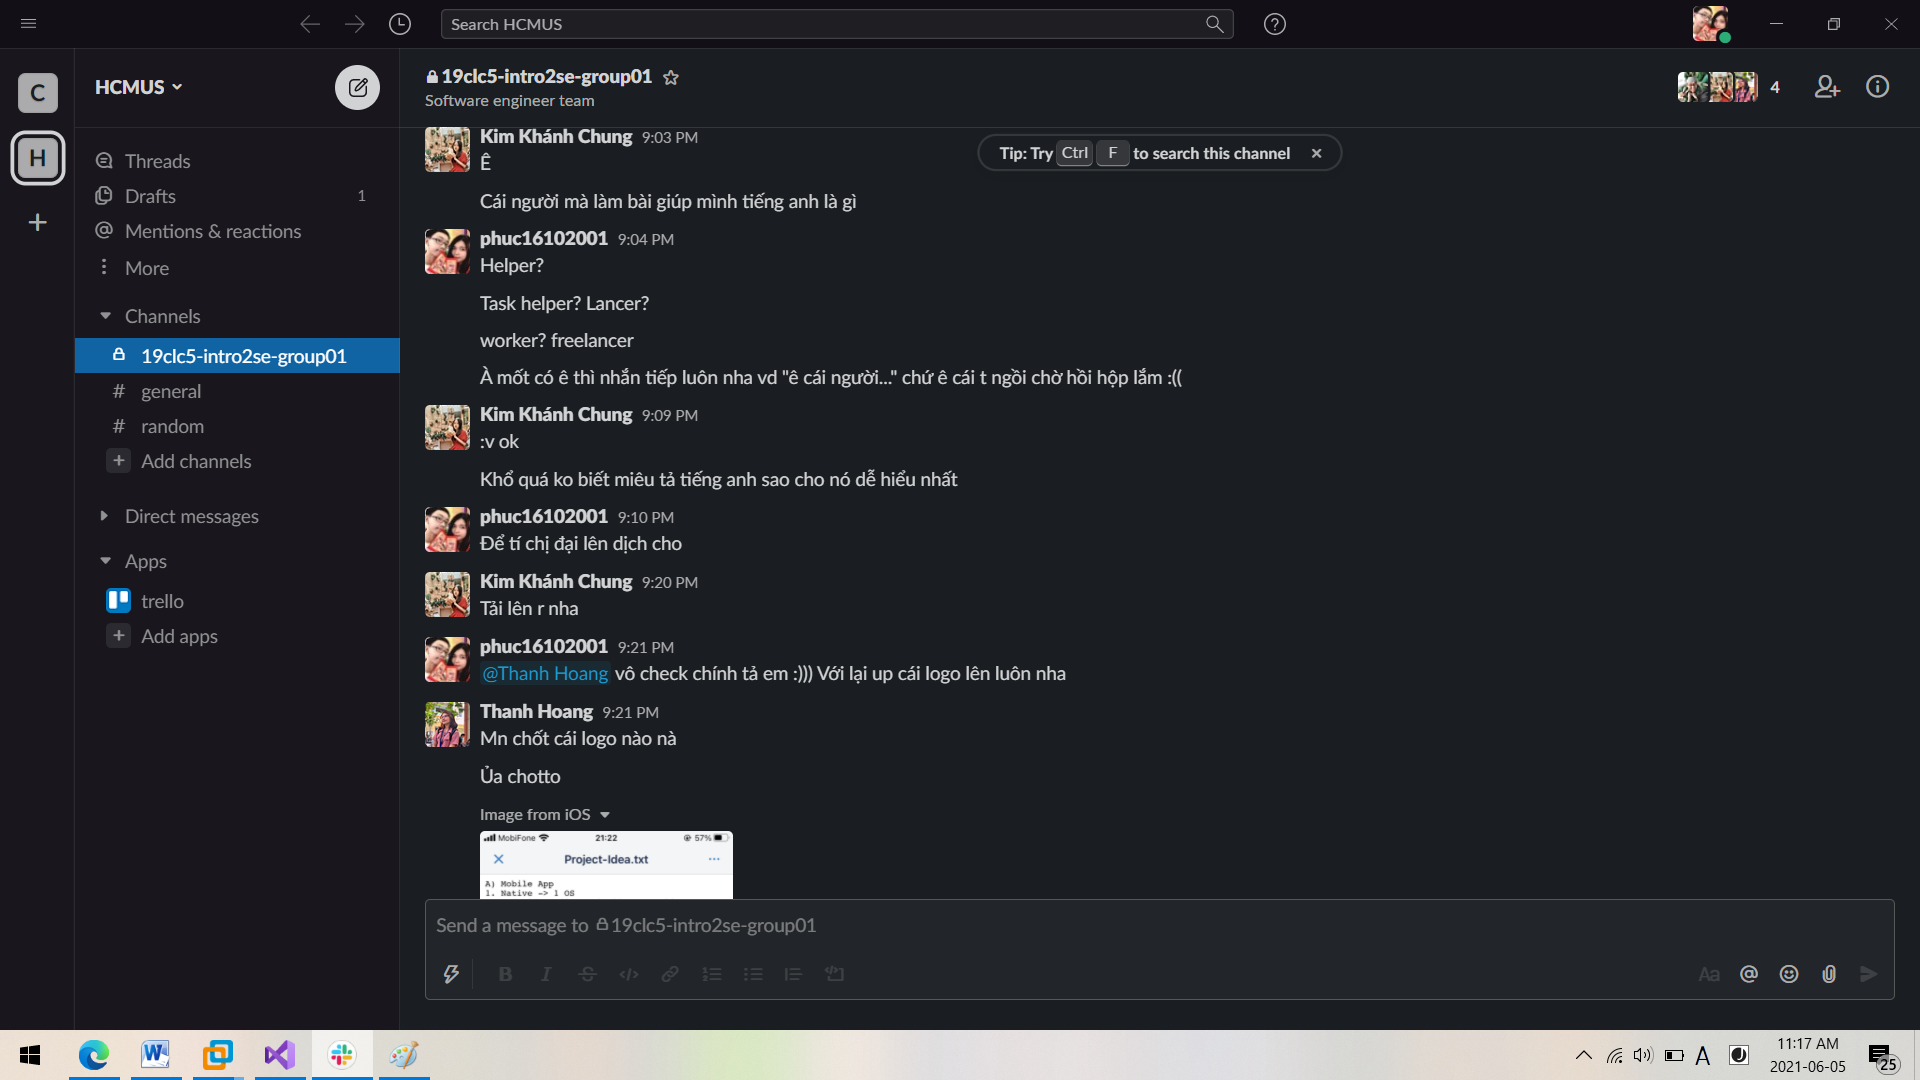 Search HCMUS
C
HCMUS
19clc5-intro2se-group01
Software engineer team
4
H
Threads
Drafts 1
Mentions & reactions
More
Channels
19clc5-intro2se-group01
# general
# random
+ Add channels
Direct messages
Apps
trello
+ Add apps
Tip: Try Ctrl F to search this channel
Kim Khánh Chung 9:03 PM
Ê
Cái người mà làm bài giúp mình tiếng anh là gì
phuc16102001 9:04 PM
Helper?
Task helper? Lancer?
worker? freelancer
À mốt có ê thì nhắn tiếp luôn nha vd "ê cái người..." chứ ê cái t ngồi chờ hồi hộp lắm :((
Kim Khánh Chung 9:09 PM
:v ok
Khổ quá ko biết miêu tả tiếng anh sao cho nó dễ hiểu nhất
phuc16102001 9:10 PM
Để tí chị đại lên dịch cho
Kim Khánh Chung 9:20 PM
Tải lên r nha
phuc16102001 9:21 PM
@Thanh Hoang vô check chính tả em :))) Với lại up cái logo lên luôn nha
Thanh Hoang 9:21 PM
Mn chốt cái logo nào nà
Ủa chotto
Image from iOS
MobiFone 21:22 57%
Project-Idea.txt
A) Mobile App
1. Native -> 1 OS
Send a message to 19clc5-intro2se-group01
B I S </> Aa @
A
11:17 AM
2021-06-05
25